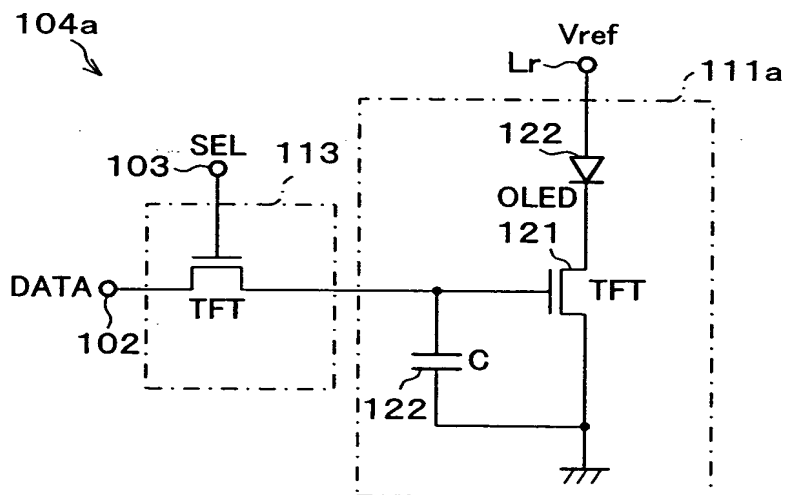 104a
Vref
Lr
111a
SEL
113
122
103
OLED
121
DATA
TFT
TFT
102
C
122